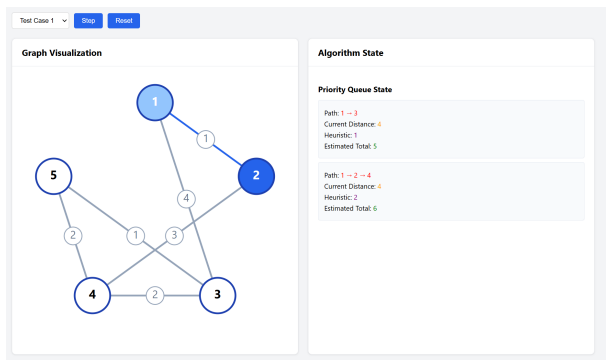 Test Case 1 Step Reset
Graph Visualization
1
1
5
2
4
2
1
3
4
2
3
Algorithm State
Priority Queue State
Path: 1 → 3
Current Distance: 4
Heuristic: 1
Estimated Total: 5
Path: 1 → 2 → 4
Current Distance: 4
Heuristic: 2
Estimated Total: 6